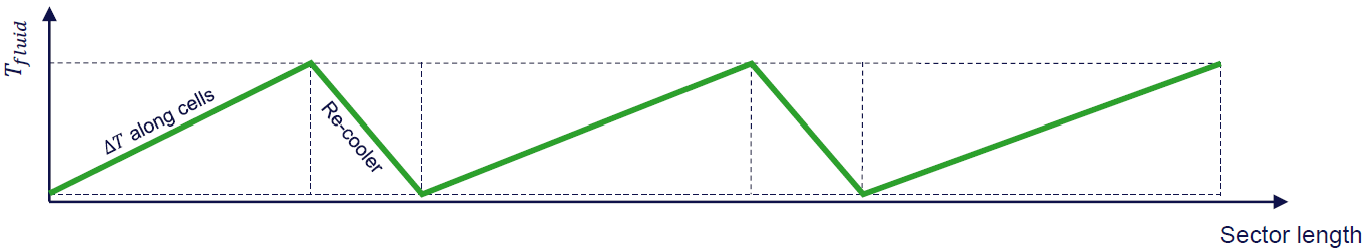 T_fluid
ΔT along cells
Re-cooler
Sector length